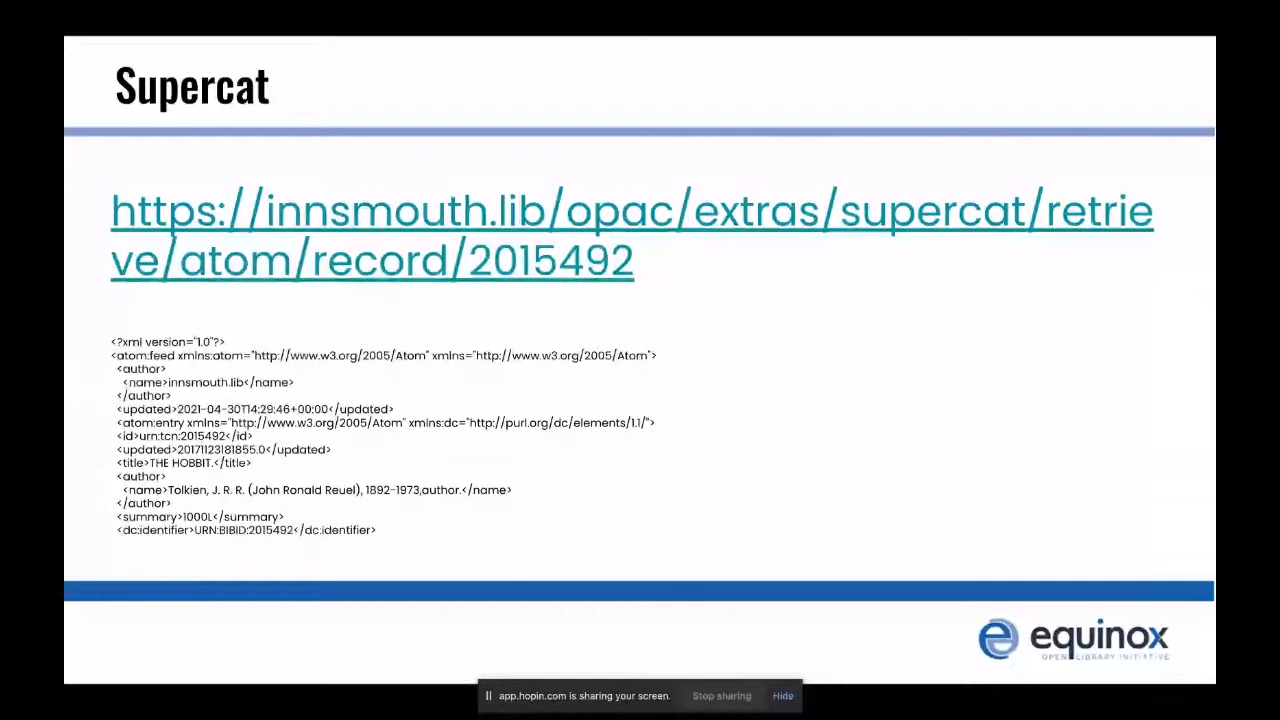 Supercat
https://innsmouth.lib/opac/extras/supercat/retrie
ve/atom/record/2015492
<?xml version="1.0"?>
<atom:feed xmlns:atom="http://www.w3.org/2005/Atom" xmlns="http://www.w3.org/2005/Atom">
<author>
<name>innsmouth.lib</name>
</author>
<updated>2021-04-30T14:29:46+00:00</updated>
<atom:entry xmlns="http://www.w3.org/2005/Atom" xmlns:dc="http://purl.org/dc/elements/1.1/">
<id>urn:tcn:2015492</id>
<updated>20171123181855.0</updated>
<title>THE HOBBIT.</title>
<author>
<name>Tolkien, J. R. R. (John Ronald Reuel), 1892-1973,author.</name>
</author>
<summary>1000L</summary>
<dc:identifier>URN:BIBID:2015492</dc:identifier>
equinox
OPEN LIBRARY INITIATIVE
app.hopin.com is sharing your screen.
Stop sharing
Hide